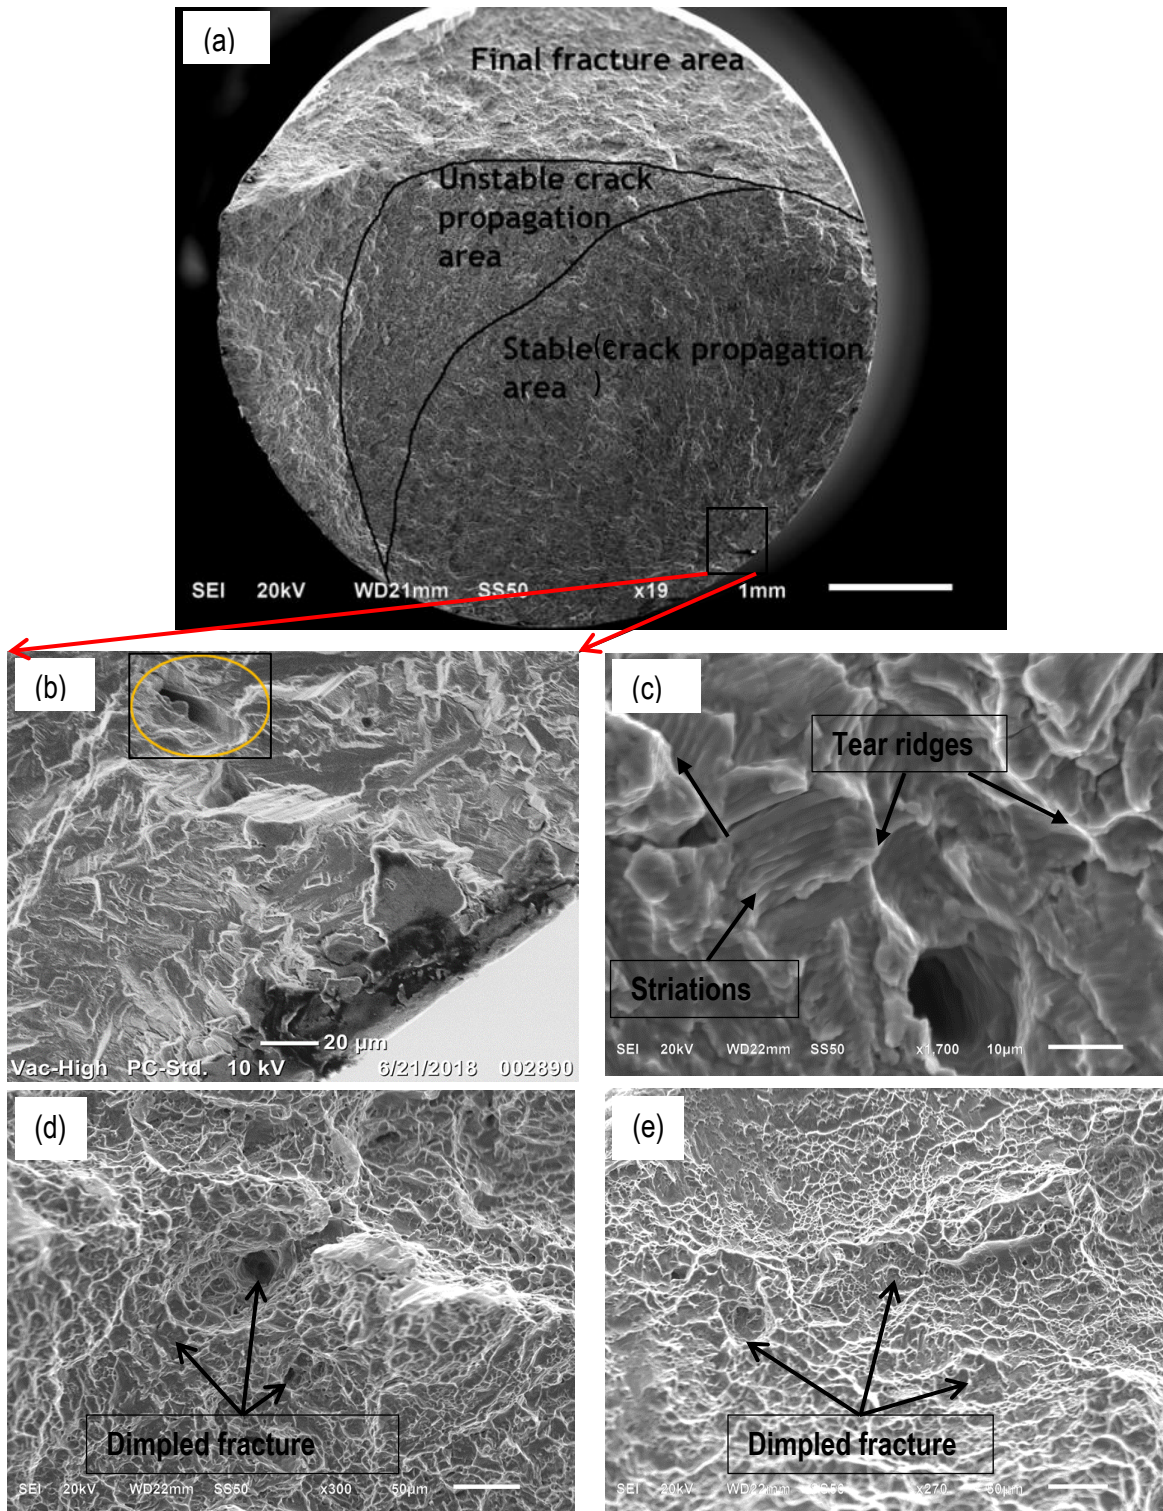 (a)
Final fracture area
Unstable crack
propagation
area
Stable crack propagation
area
(c
)
SEI 20kV WD21mm SS50 x19 1mm
(b)
20 µm
Vac-High PC-Std. 10 kV 6/21/2018 002890
(c)
Tear ridges
Striations
SEI 20kV WD22mm SS50 x1,700 10µm
(d)
Dimpled fracture
SEI 20kV WD22mm SS50 x300 50µm
(e)
Dimpled fracture
SEI 20kV WD22mm SS50 x270 50µm